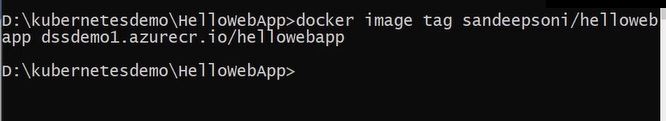 D:\kubernetesdemo\HelloWebApp>docker image tag sandeepsoni/helloweb
app dssdemo1.azurecr.io/hellowebapp
D:\kubernetesdemo\HelloWebApp>